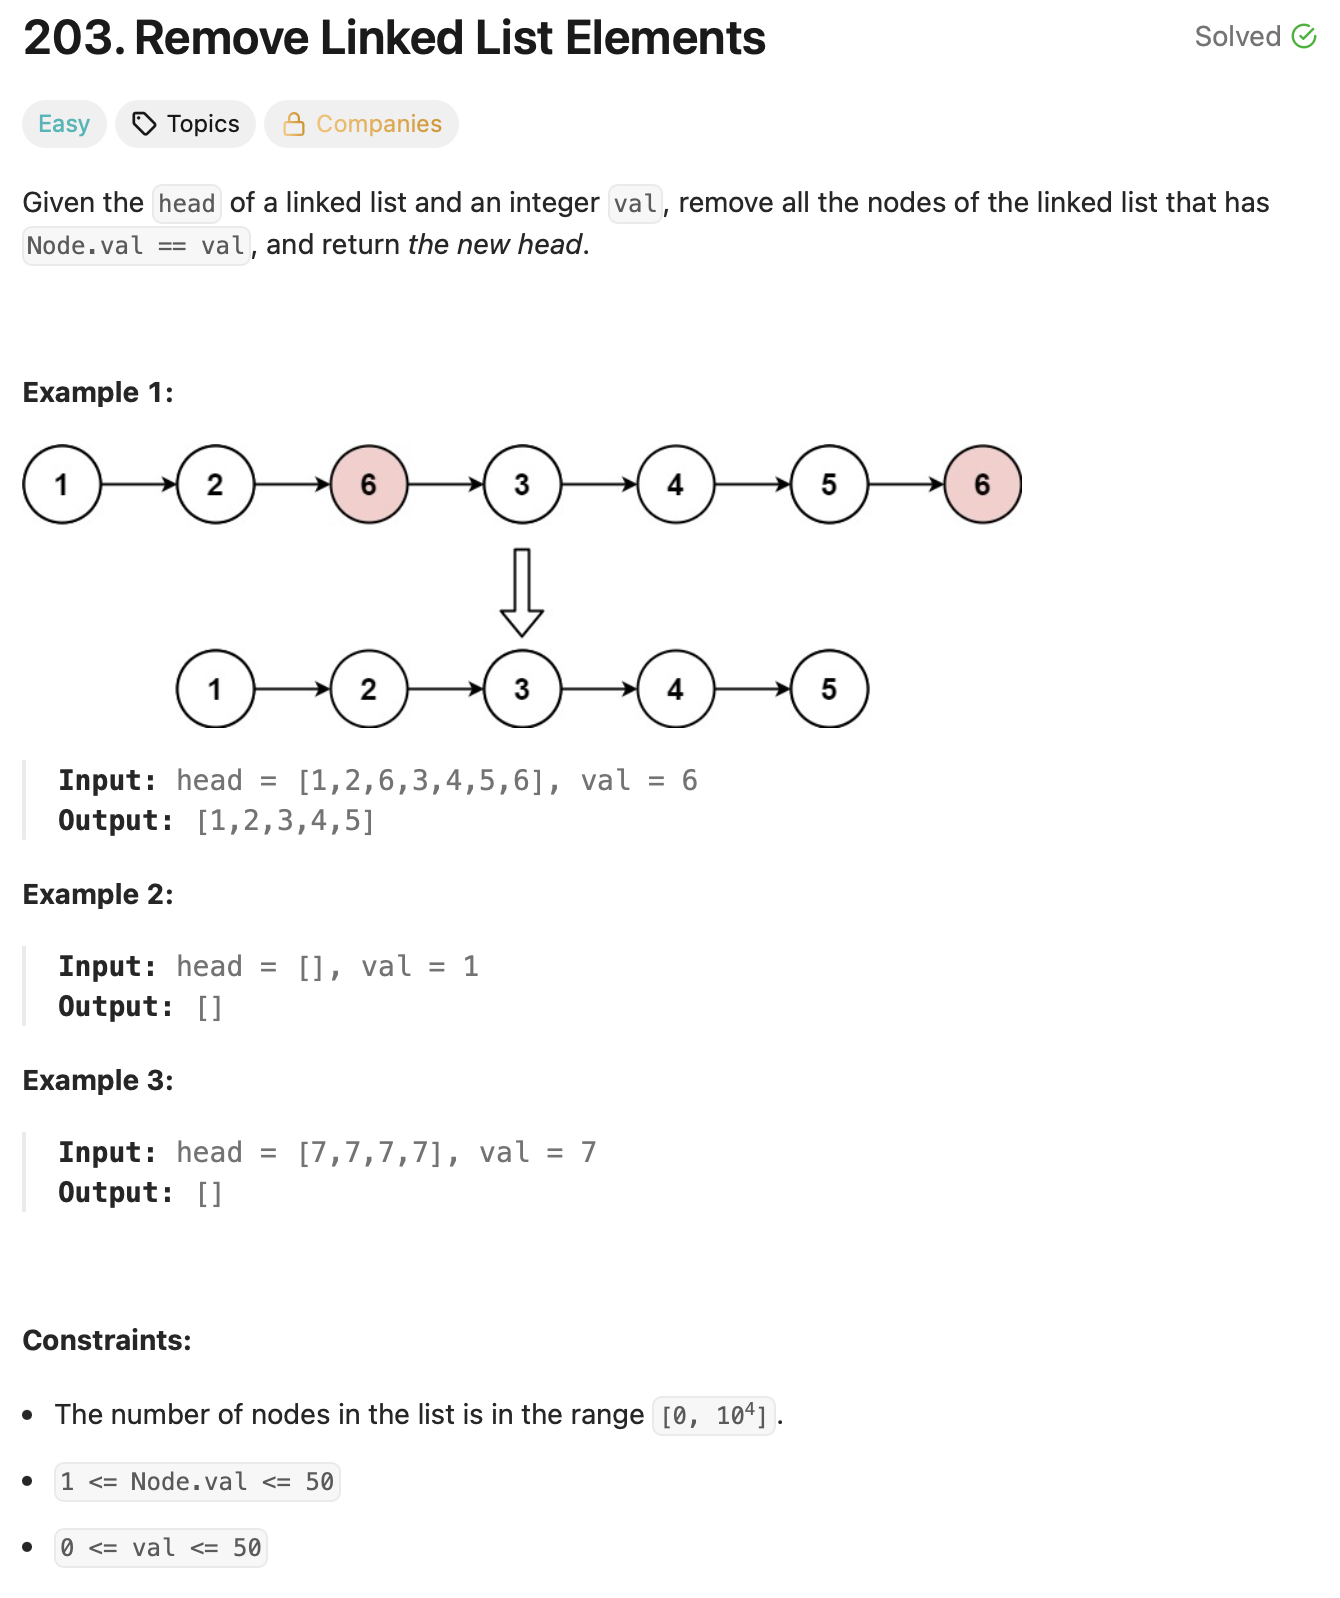 203. Remove Linked List Elements
Solved
Easy
Topics
Companies
Given the head of a linked list and an integer val, remove all the nodes of the linked list that has
Node.val == val, and return the new head.
Example 1:
1 2 6 3 4 5 6
1 2 3 4 5
Input: head = [1,2,6,3,4,5,6], val = 6
Output: [1,2,3,4,5]
Example 2:
Input: head = [], val = 1
Output: []
Example 3:
Input: head = [7,7,7,7], val = 7
Output: []
Constraints:
• The number of nodes in the list is in the range [0, 10⁴].
• 1 <= Node.val <= 50
• 0 <= val <= 50